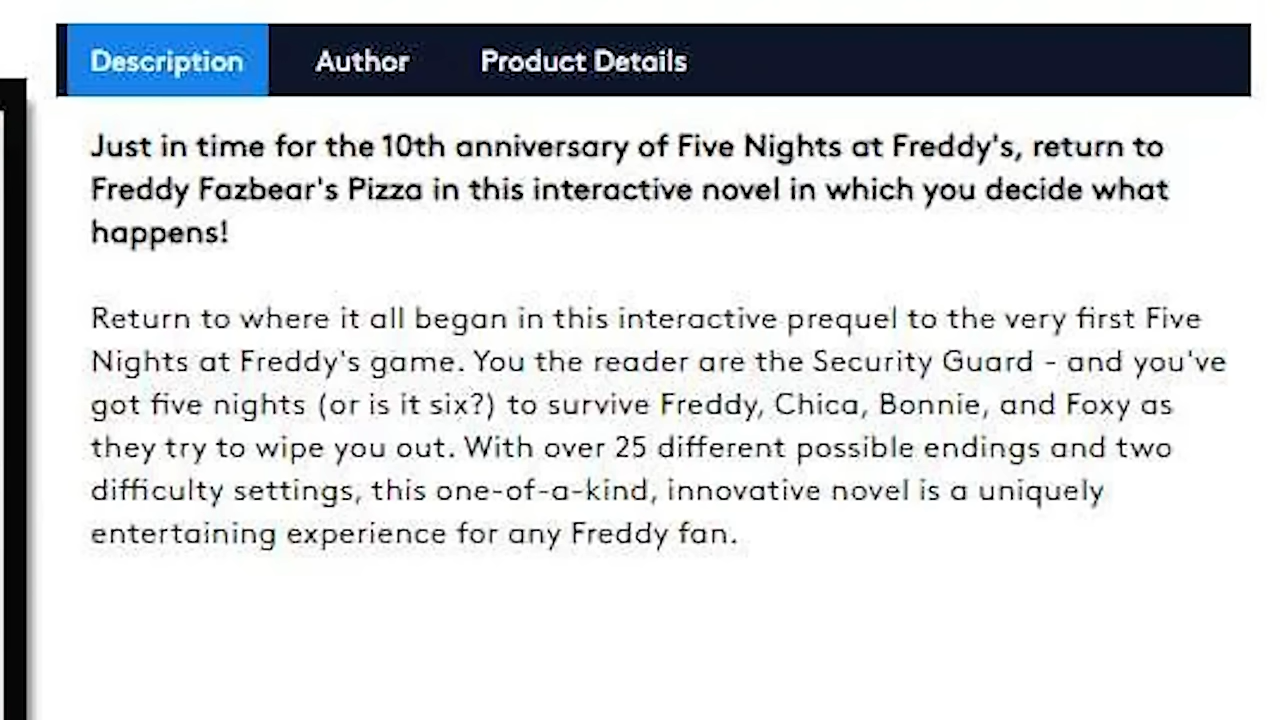 Description Author Product Details
Just in time for the 10th anniversary of Five Nights at Freddy's, return to
Freddy Fazbear's Pizza in this interactive novel in which you decide what
happens!
Return to where it all began in this interactive prequel to the very first Five
Nights at Freddy's game. You the reader are the Security Guard - and you've
got five nights (or is it six?) to survive Freddy, Chica, Bonnie, and Foxy as
they try to wipe you out. With over 25 different possible endings and two
difficulty settings, this one-of-a-kind, innovative novel is a uniquely
entertaining experience for any Freddy fan.